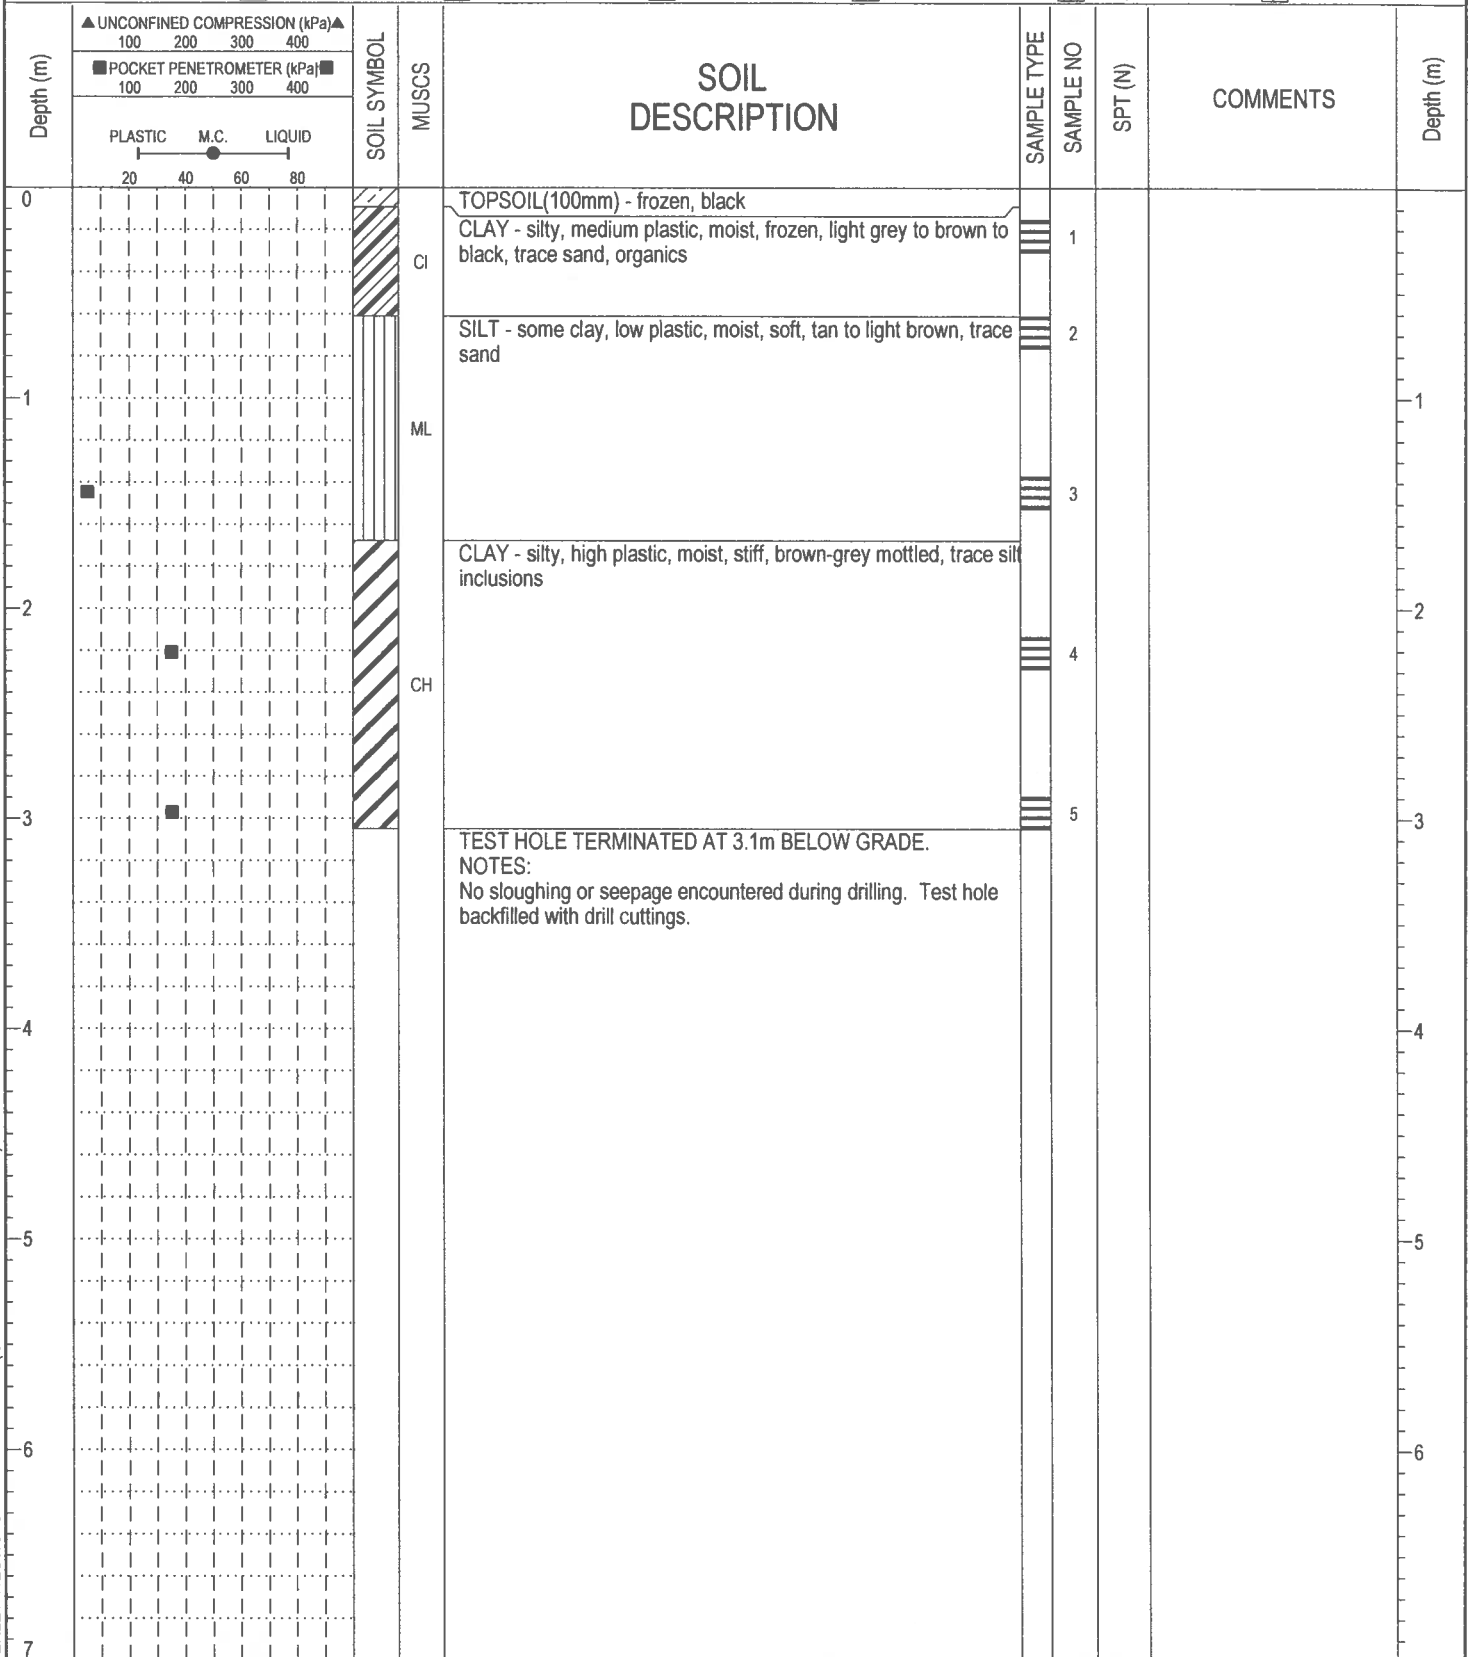 ▲UNCONFINED COMPRESSION (kPa)▲
100 200 300 400
■POCKET PENETROMETER (kPa)■
100 200 300 400
PLASTIC M.C. LIQUID
20 40 60 80
Depth (m)
SOIL SYMBOL
MUSCS
SOIL
DESCRIPTION
SAMPLE TYPE
SAMPLE NO
SPT (N)
COMMENTS
Depth (m)
0
TOPSOIL(100mm) - frozen, black
CLAY - silty, medium plastic, moist, frozen, light grey to brown to
black, trace sand, organics
CI
1
SILT - some clay, low plastic, moist, soft, tan to light brown, trace
sand
2
1
1
ML
3
CLAY - silty, high plastic, moist, stiff, brown-grey mottled, trace silt
inclusions
2
2
4
CH
3
5
3
TEST HOLE TERMINATED AT 3.1m BELOW GRADE.
NOTES:
No sloughing or seepage encountered during drilling. Test hole
backfilled with drill cuttings.
4
4
5
5
6
6
7